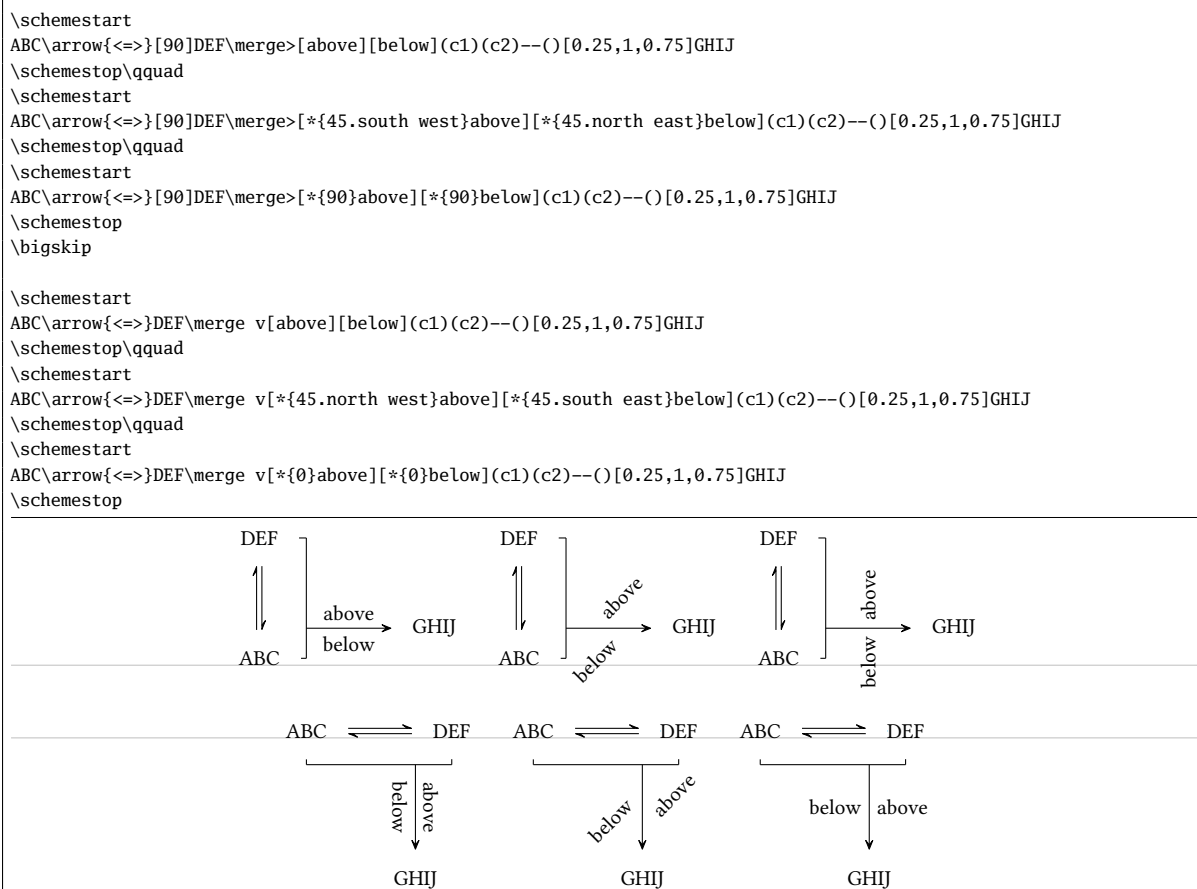 \schemestart
ABC\arrow{<=>}[90]DEF\merge>[above][below](c1)(c2)--()[0.25,1,0.75]GHIJ
\schemestop\qquad
\schemestart
ABC\arrow{<=>}[90]DEF\merge>[*{45.south west}above][*{45.north east}below](c1)(c2)--()[0.25,1,0.75]GHIJ
\schemestop\qquad
\schemestart
ABC\arrow{<=>}[90]DEF\merge>[*{90}above][*{90}below](c1)(c2)--()[0.25,1,0.75]GHIJ
\schemestop
\bigskip
\schemestart
ABC\arrow{<=>}DEF\merge v[above][below](c1)(c2)--()[0.25,1,0.75]GHIJ
\schemestop\qquad
\schemestart
ABC\arrow{<=>}DEF\merge v[*{45.north west}above][*{45.south east}below](c1)(c2)--()[0.25,1,0.75]GHIJ
\schemestop\qquad
\schemestart
ABC\arrow{<=>}DEF\merge v[*{0}above][*{0}below](c1)(c2)--()[0.25,1,0.75]GHIJ
\schemestop
DEF
above
below
GHIJ
ABC
DEF
above
below
GHIJ
ABC
DEF
above
below
GHIJ
ABC
ABC DEF
below above
GHIJ
ABC DEF
below above
GHIJ
ABC DEF
below above
GHIJ